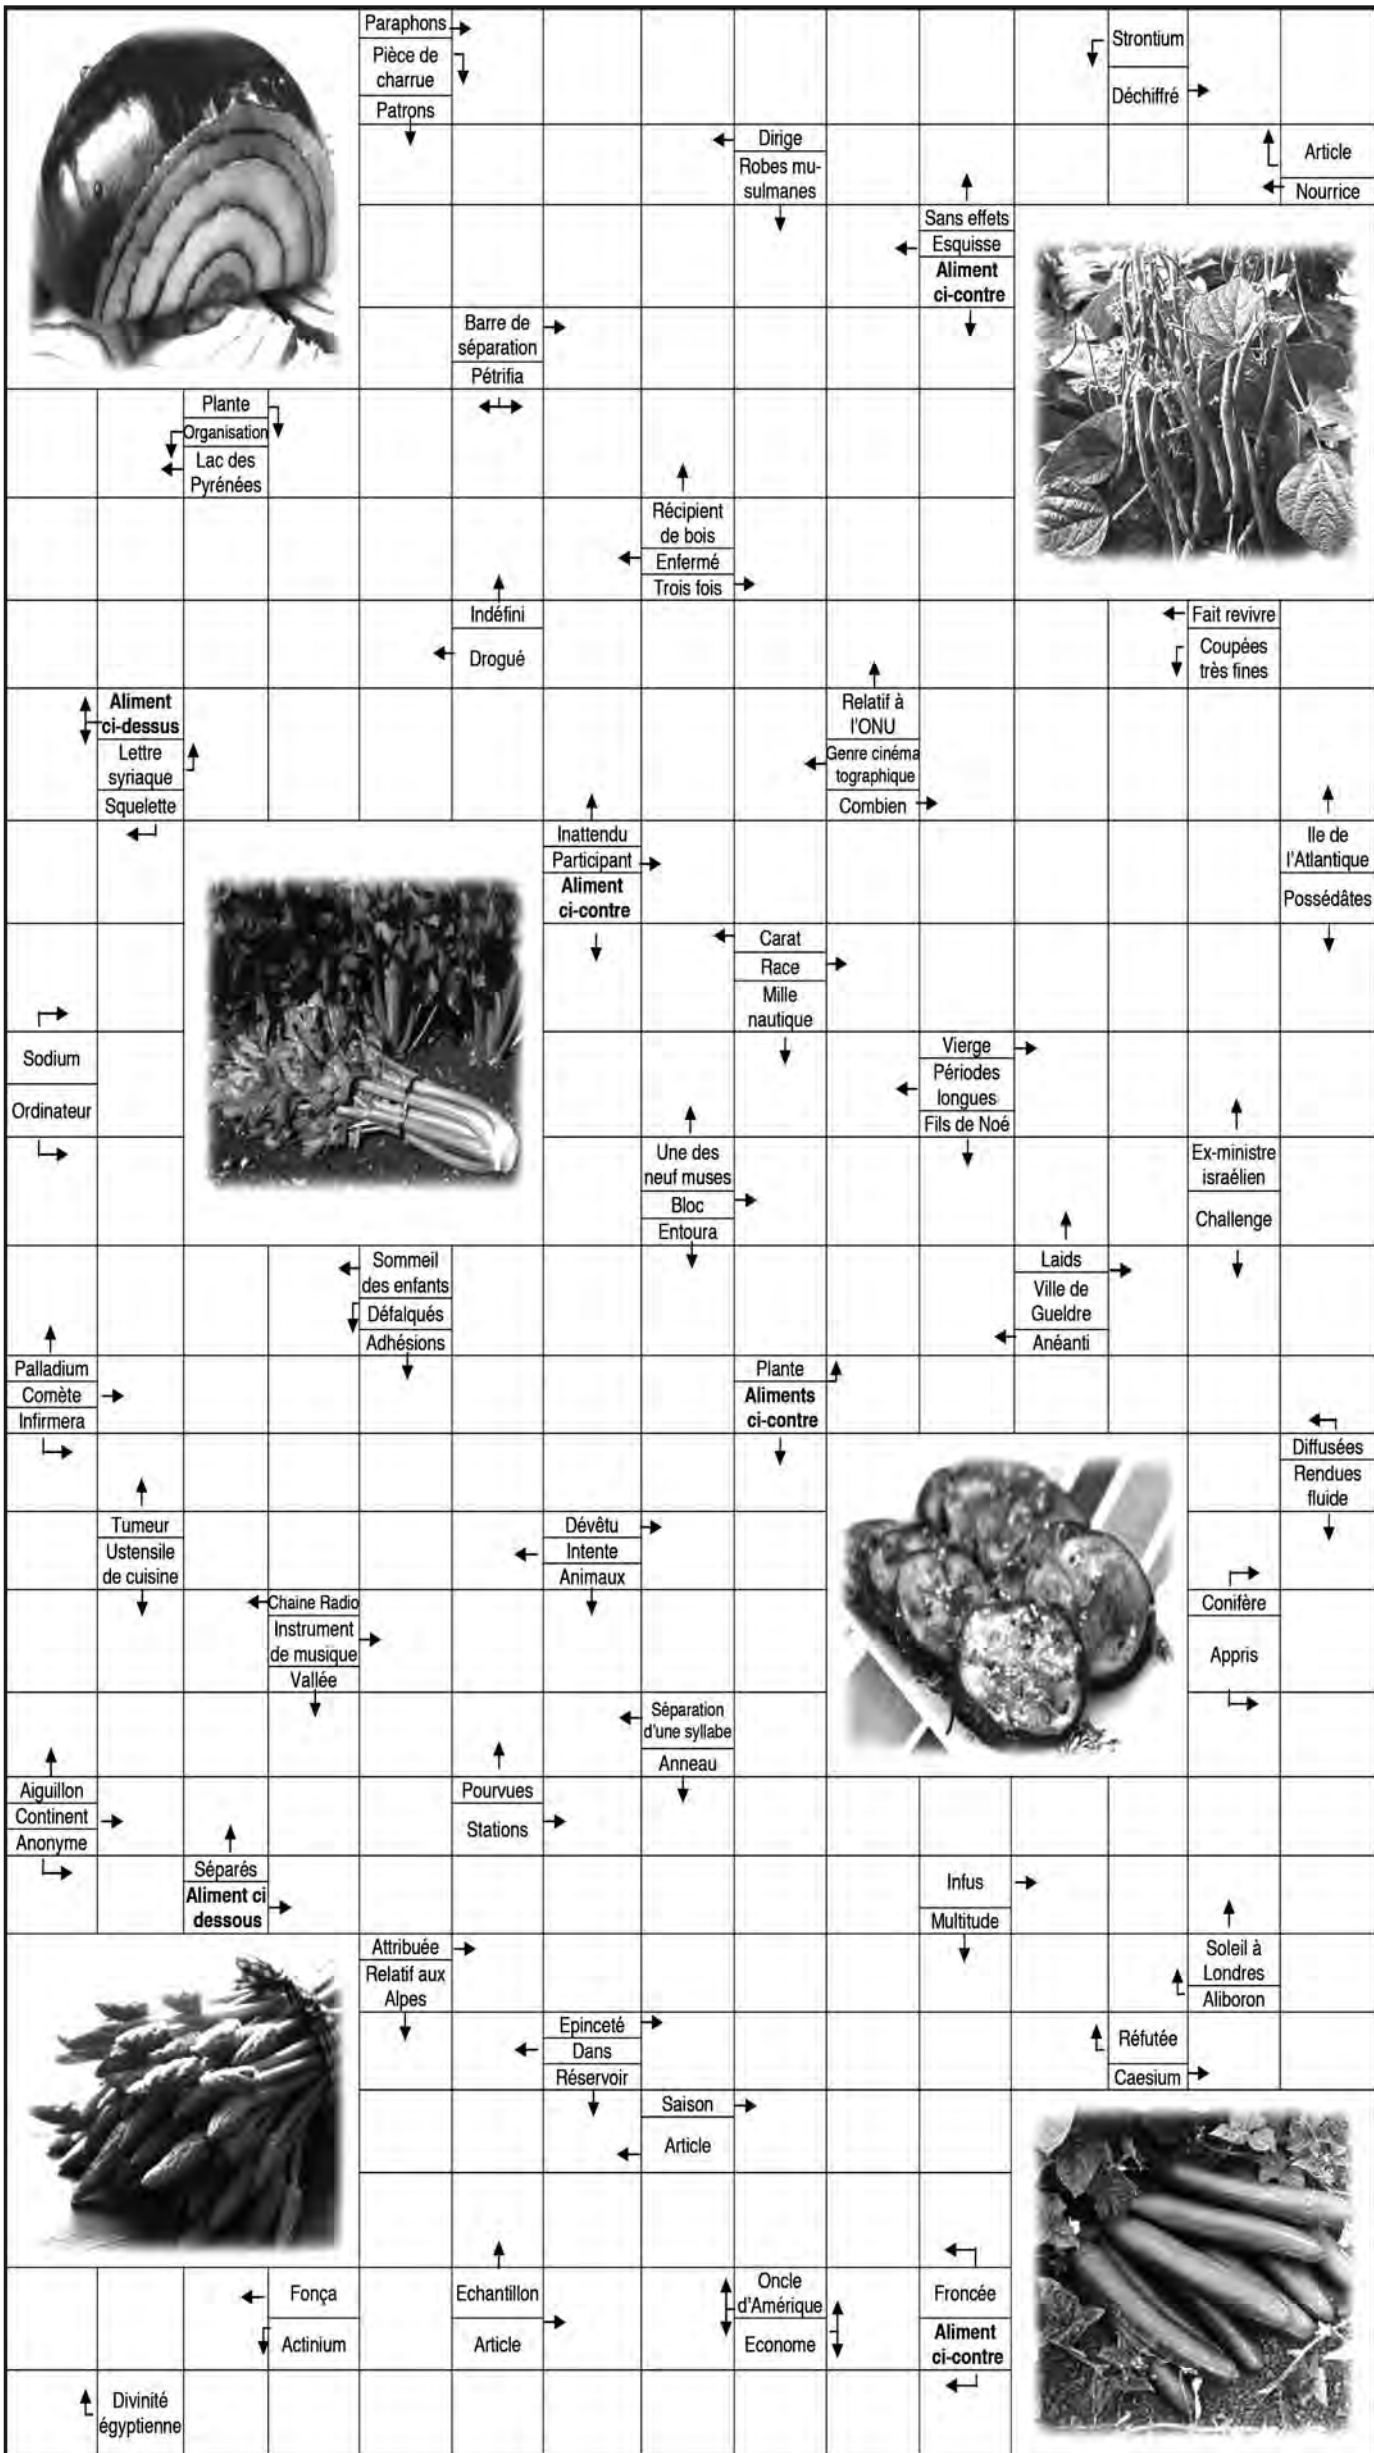 Paraphons
Pièce de
charrue
Patrons
Strontium
Déchiffré
Dirige
Robes mu-
sulmanes
Article
Nourrice
Sans effets
Esquisse
Aliment
ci-contre
Barre de
séparation
Pétrifia
Plante
Organisation
Lac des
Pyrénées
Récipient
de bois
Enfermé
Trois fois
Indéfini
Drogué
Fait revivre
Coupées
très fines
Aliment
ci-dessus
Lettre
syriaque
Squelette
Relatif à
l'ONU
Genre cinéma
tographique
Combien
Inattendu
Participant
Aliment
ci-contre
Ile de
l'Atlantique
Possédâtes
Carat
Race
Mille
nautique
Sodium
Ordinateur
Vierge
Périodes
longues
Fils de Noé
Une des
neuf muses
Bloc
Entoura
Ex-ministre
israélien
Challenge
Sommeil
des enfants
Défalqués
Adhésions
Laids
Ville de
Gueldre
Anéanti
Palladium
Comète
Infirmera
Plante
Aliments
ci-contre
Diffusées
Rendues
fluide
Tumeur
Ustensile
de cuisine
Dévêtu
Intente
Animaux
Chaine Radio
Instrument
de musique
Vallée
Conifère
Appris
Séparation
d'une syllabe
Anneau
Aiguillon
Continent
Anonyme
Pourvues
Stations
Séparés
Aliment ci
dessous
Infus
Multitude
Attribuée
Relatif aux
Alpes
Soleil à
Londres
Aliboron
Epinceté
Dans
Réservoir
Réfutée
Caesium
Saison
Article
Fonça
Actinium
Echantillon
Article
Oncle
d'Amérique
Econome
Froncée
Aliment
ci-contre
Divinité
égyptienne